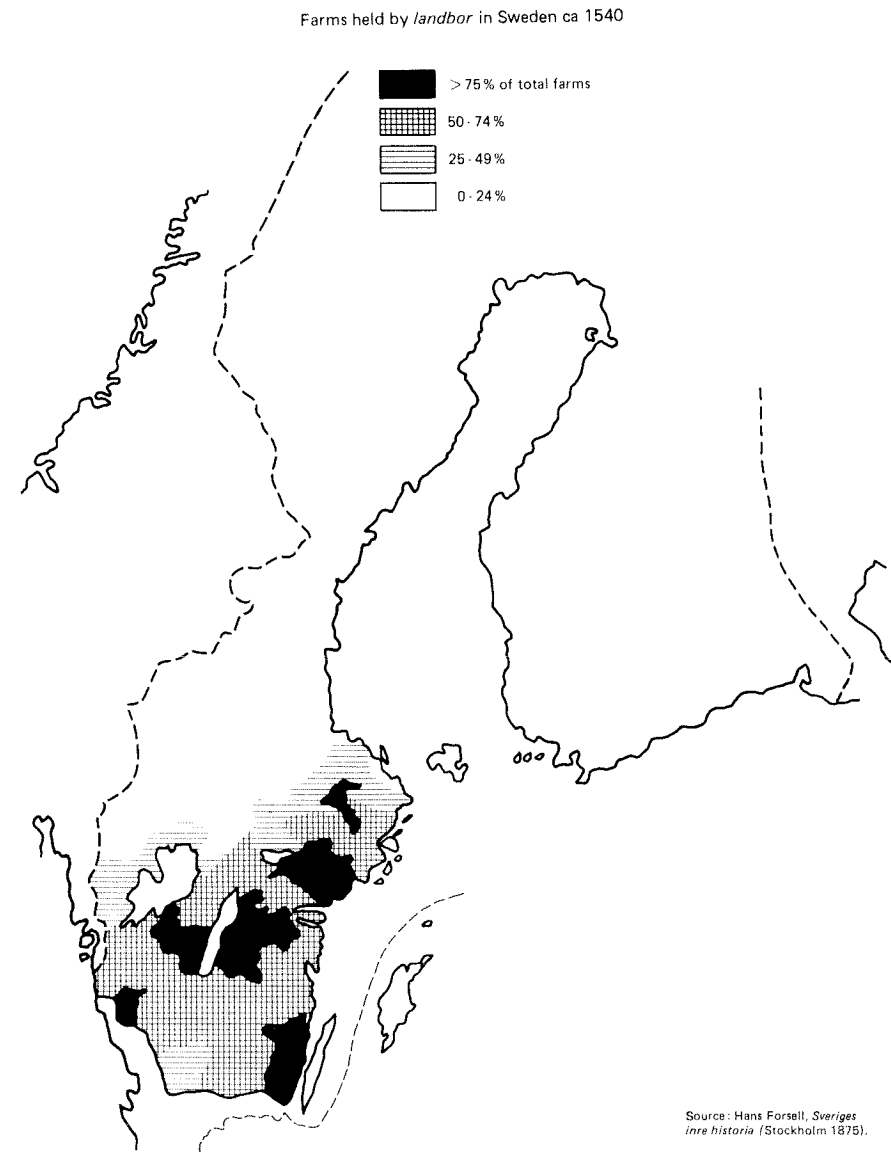 Farms held by landbor in Sweden ca 1540
>75% of total farms
50-74%
25-49%
0-24%
Source: Hans Forsell, Sveriges
inre historia (Stockholm 1875).